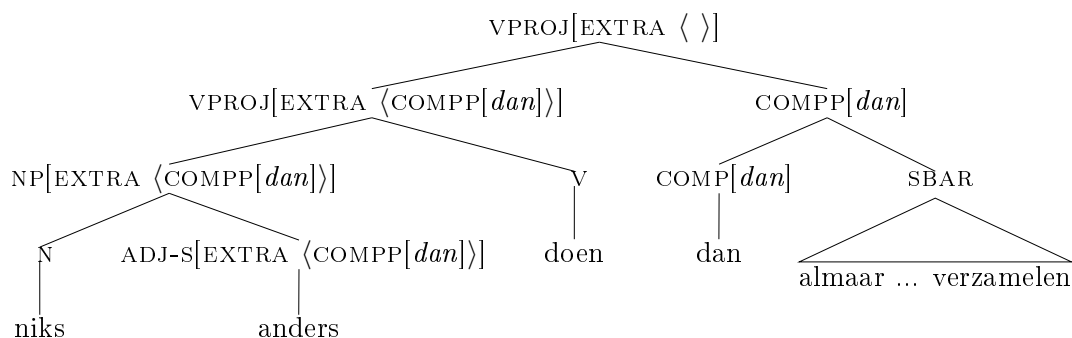 VPROJ[EXTRA ⟨ ⟩]
VPROJ[EXTRA ⟨COMPP[dan]⟩] COMPP[dan]
NP[EXTRA ⟨COMPP[dan]⟩] V COMP[dan] SBAR
N ADJ-S[EXTRA ⟨COMPP[dan]⟩] doen dan
almaar ... verzamelen
niks anders